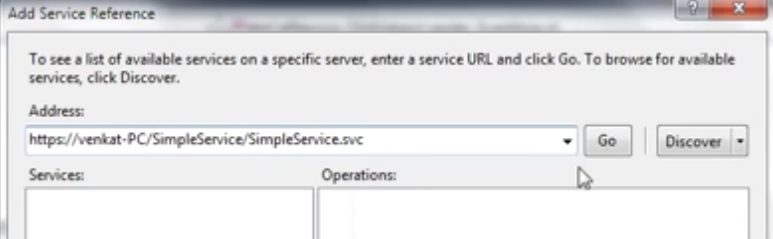 Add Service Reference
To see a list of available services on a specific server, enter a service URL and click Go. To browse for available
services, click Discover.
Address:
https://venkat-PC/SimpleService/SimpleService.svc
Go
Discover
Services:
Operations: